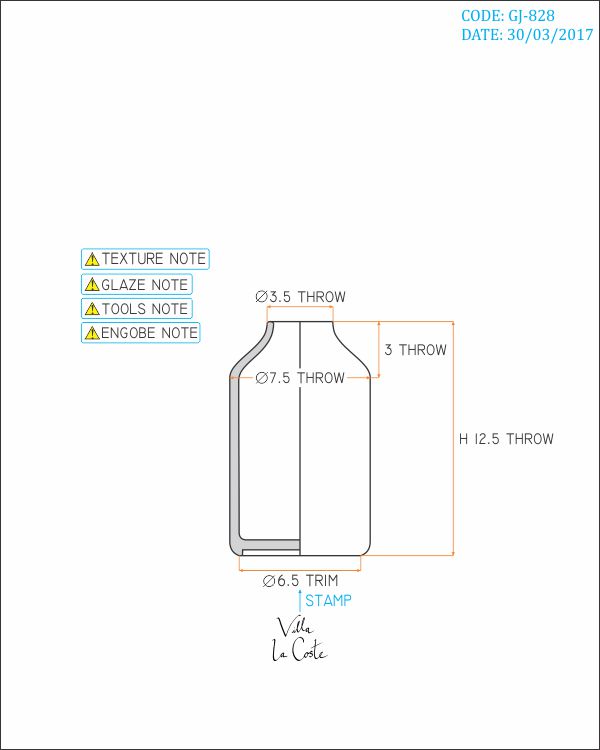 CODE: GJ-828
DATE: 30/03/2017
TEXTURE NOTE
GLAZE NOTE
TOOLS NOTE
ENGOBE NOTE
∅3.5 THROW
3 THROW
∅7.5 THROW
H 12.5 THROW
∅6.5 TRIM
STAMP
Villa
La Coste